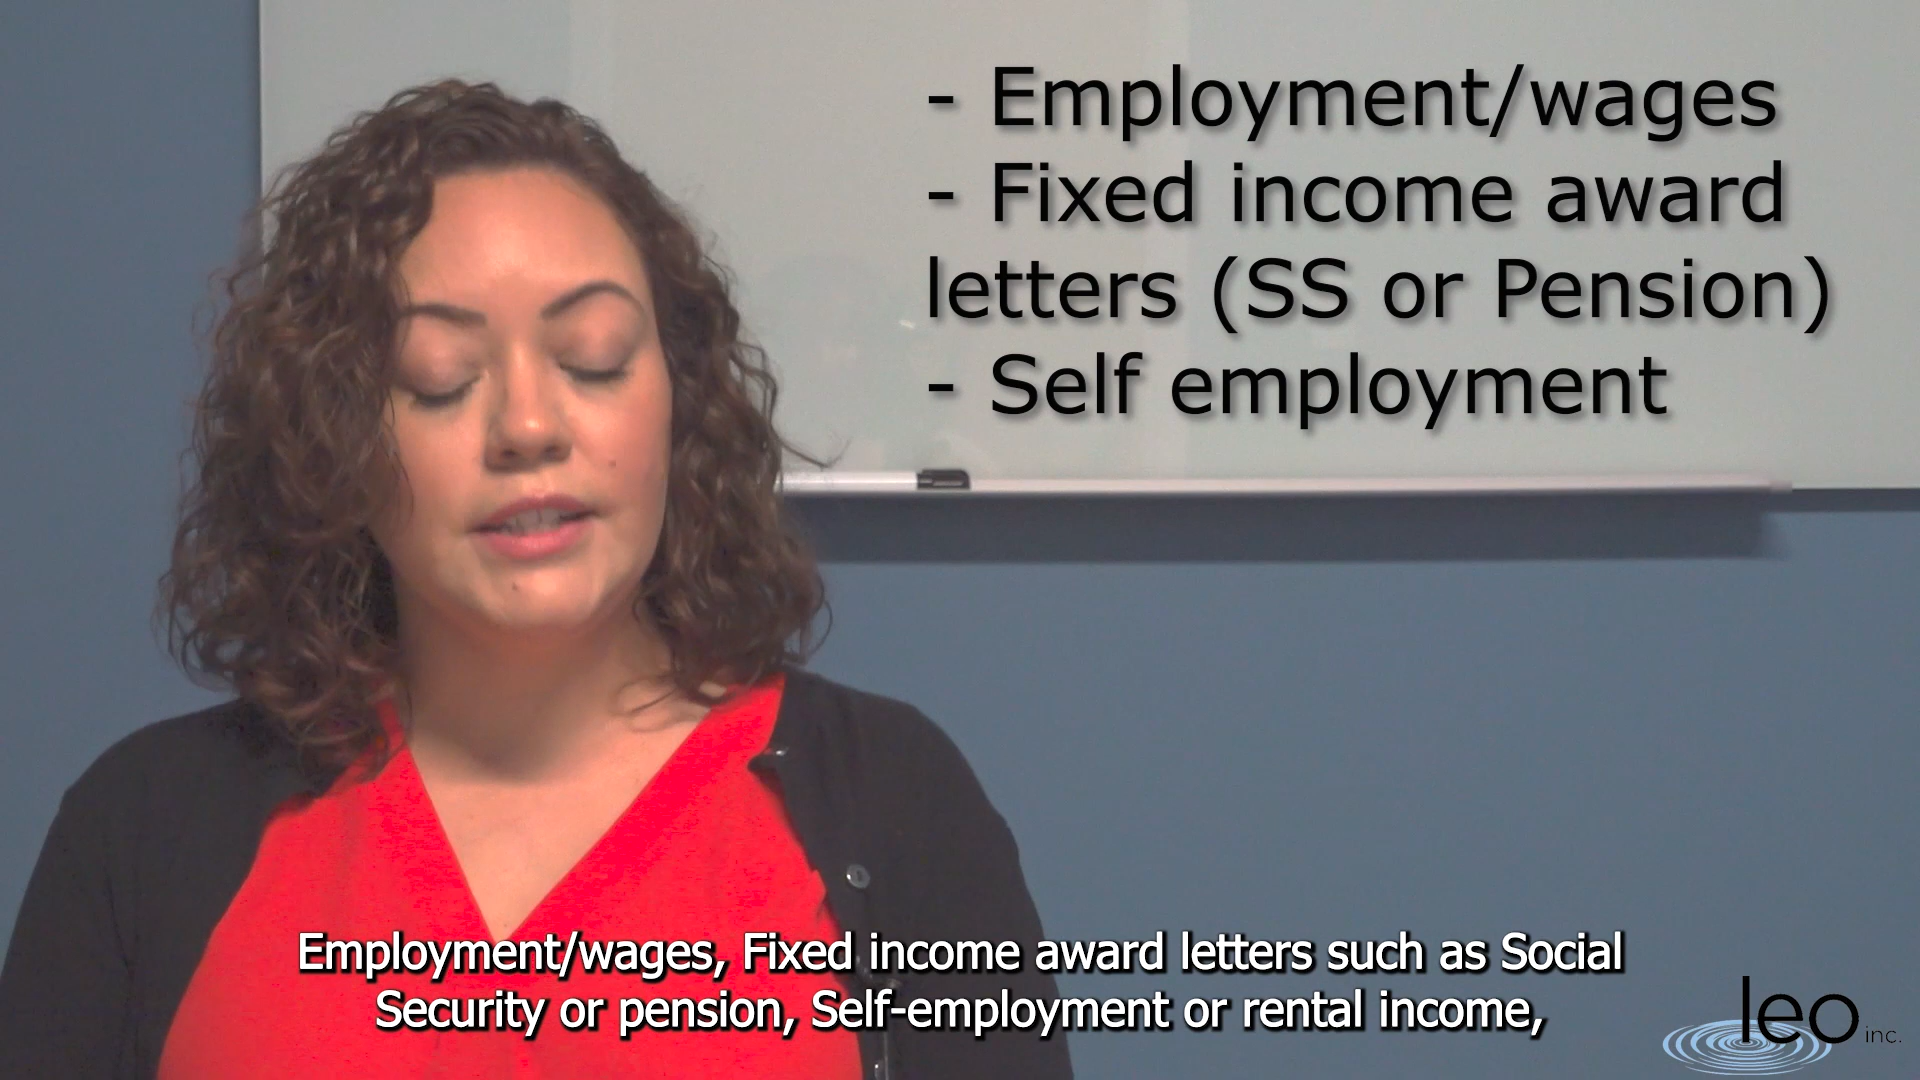 - Employment/wages
- Fixed income award
letters (SS or Pension)
- Self employment
Employment/wages, Fixed income award letters such as Social
Security or pension, Self-employment or rental income,
leo inc.